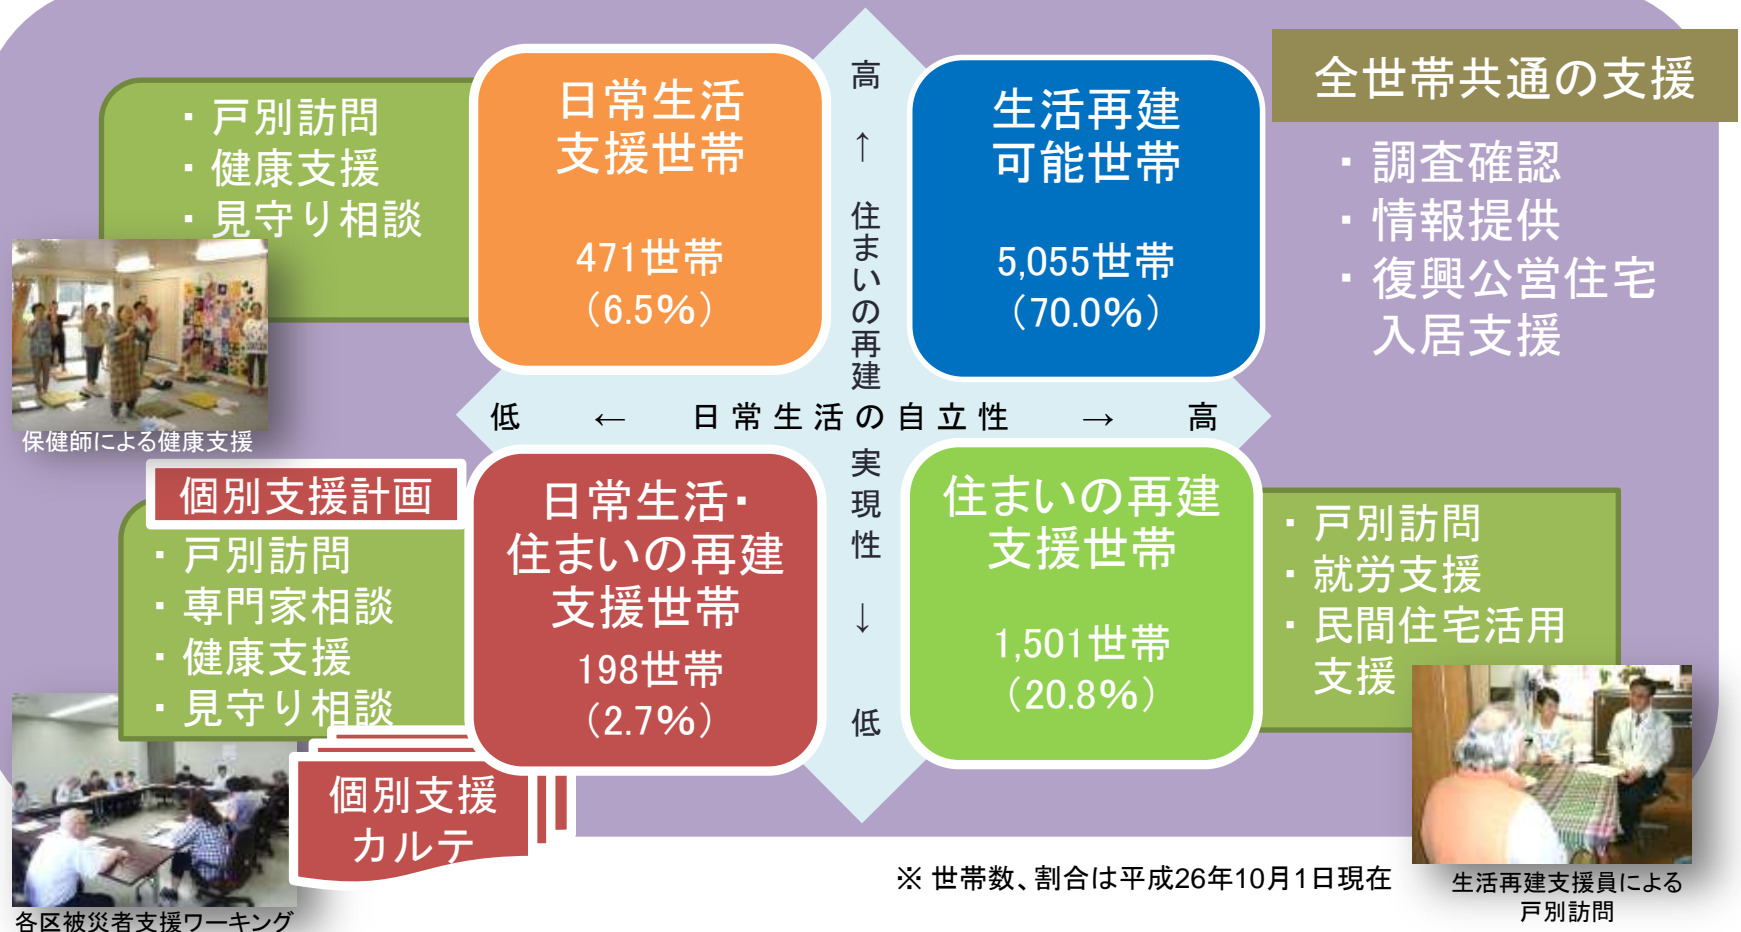 ・戸別訪問
・健康支援
・見守り相談
保健師による健康支援
日常生活
支援世帯
471世帯
（6.5％）
高 ↑ 住まいの再建実現性 ↓ 低
生活再建
可能世帯
5,055世帯
（70.0％）
全世帯共通の支援
・調査確認
・情報提供
・復興公営住宅
入居支援
低 ← 日常生活の自立性 → 高
個別支援計画
・戸別訪問
・専門家相談
・健康支援
・見守り相談
日常生活・
住まいの再建
支援世帯
198世帯
（2.7％）
個別支援
カルテ
各区被災者支援ワーキング
住まいの再建
支援世帯
1,501世帯
（20.8％）
・戸別訪問
・就労支援
・民間住宅活用
支援
生活再建支援員による
戸別訪問
※ 世帯数、割合は平成26年10月1日現在